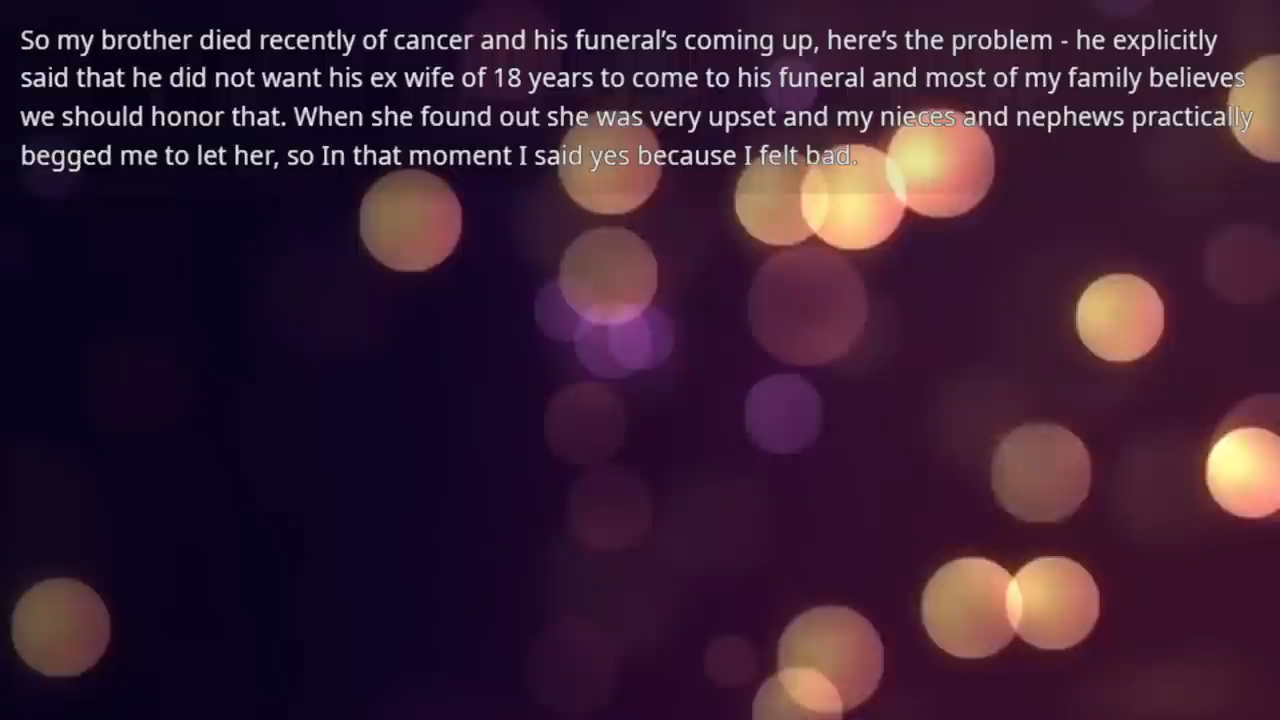 So my brother died recently of cancer and his funeral’s coming up, here’s the problem - he explicitly
said that he did not want his ex wife of 18 years to come to his funeral and most of my family believes
we should honor that. When she found out she was very upset and my nieces and nephews practically
begged me to let her, so In that moment I said yes because I felt bad.